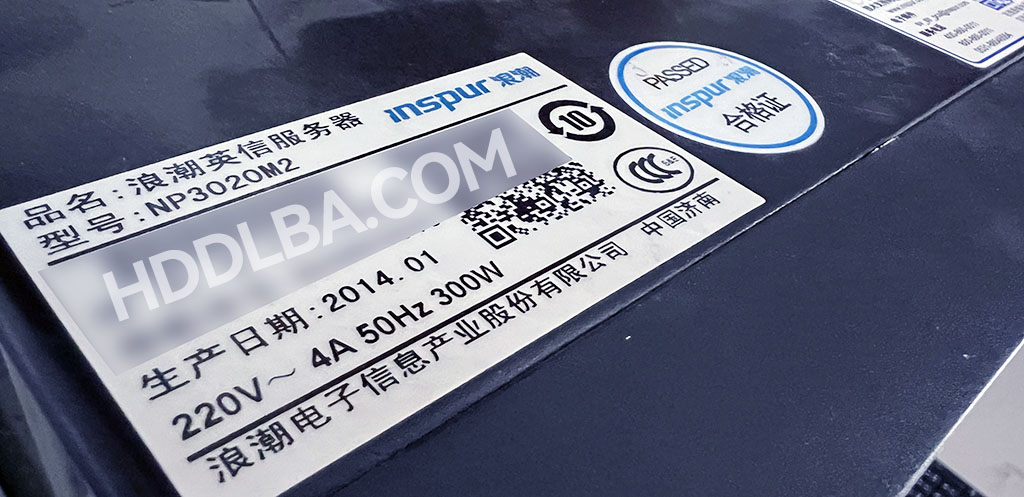 inspur 浪潮
品名:浪潮英信服务器
型号:NP3020M2
10
HDDLBA.COM
S&E
生产日期:2014.01
220V～ 4A 50Hz 300W
浪潮电子信息产业股份有限公司 中国济南
PASSED
inspur 浪潮
合格证